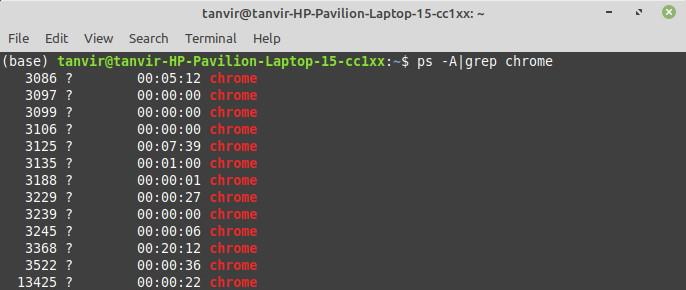 tanvir@tanvir-HP-Pavilion-Laptop-15-cc1xx: ~
File Edit View Search Terminal Help
(base) tanvir@tanvir-HP-Pavilion-Laptop-15-cc1xx:~$ ps -A|grep chrome
3086 ? 00:05:12 chrome
3097 ? 00:00:00 chrome
3099 ? 00:00:00 chrome
3106 ? 00:00:00 chrome
3125 ? 00:07:39 chrome
3135 ? 00:01:00 chrome
3188 ? 00:00:01 chrome
3229 ? 00:00:27 chrome
3239 ? 00:00:00 chrome
3245 ? 00:00:06 chrome
3368 ? 00:20:12 chrome
3522 ? 00:00:36 chrome
13425 ? 00:00:22 chrome